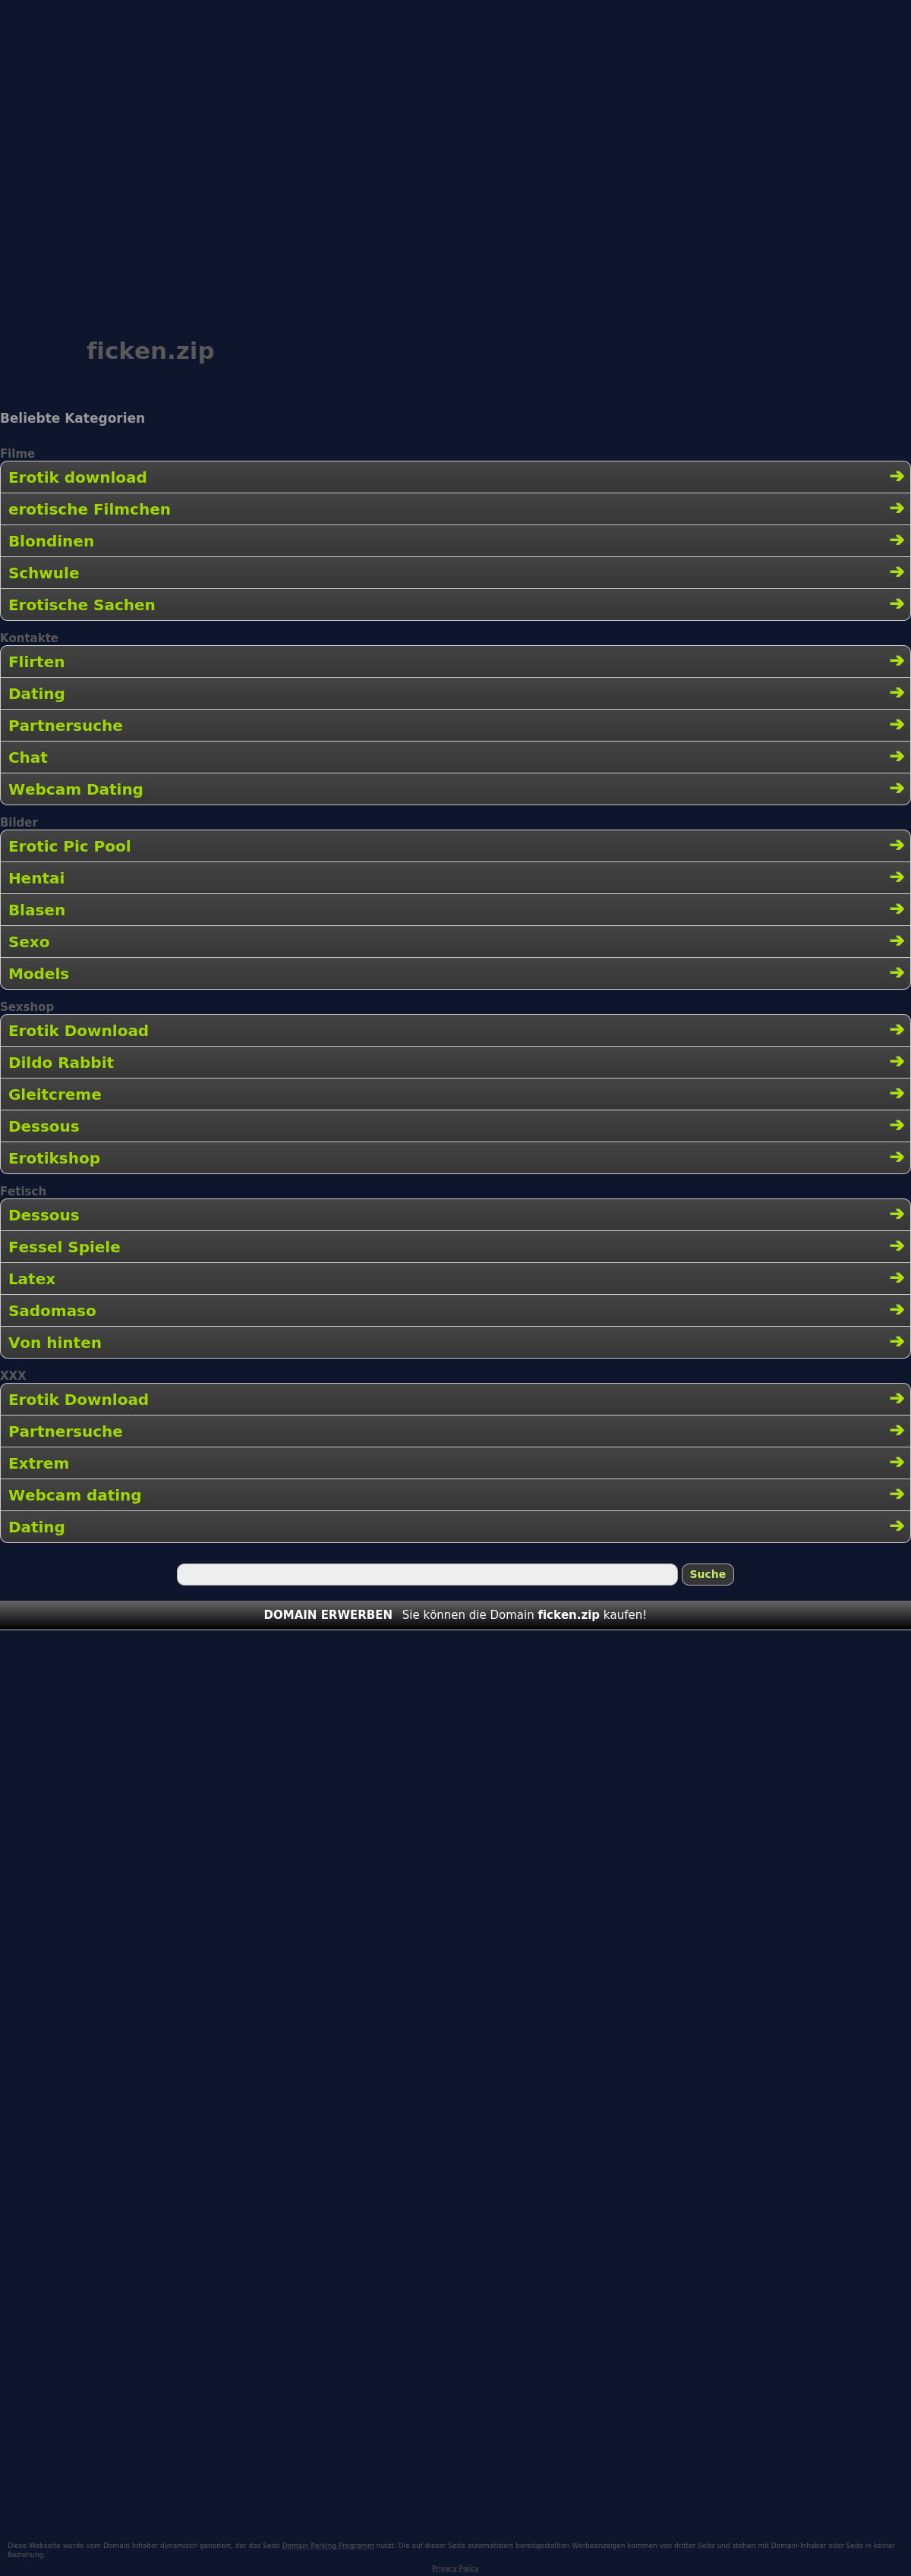 ficken.zip
Beliebte Kategorien
Filme
Erotik download ➔
erotische Filmchen ➔
Blondinen ➔
Schwule ➔
Erotische Sachen ➔
Kontakte
Flirten ➔
Dating ➔
Partnersuche ➔
Chat ➔
Webcam Dating ➔
Bilder
Erotic Pic Pool ➔
Hentai ➔
Blasen ➔
Sexo ➔
Models ➔
Sexshop
Erotik Download ➔
Dildo Rabbit ➔
Gleitcreme ➔
Dessous ➔
Erotikshop ➔
Fetisch
Dessous ➔
Fessel Spiele ➔
Latex ➔
Sadomaso ➔
Von hinten ➔
XXX
Erotik Download ➔
Partnersuche ➔
Extrem ➔
Webcam dating ➔
Dating ➔
Suche
DOMAIN ERWERBEN Sie können die Domain ficken.zip kaufen!
Diese Webseite wurde vom Domain Inhaber dynamisch generiert, der das Sedo Domain Parking Programm nutzt. Die auf dieser Seite automatisiert bereitgestellten Werbeanzeigen kommen von dritter Seite und stehen mit Domain-Inhaber oder Sedo in keiner
Beziehung.
Privacy Policy